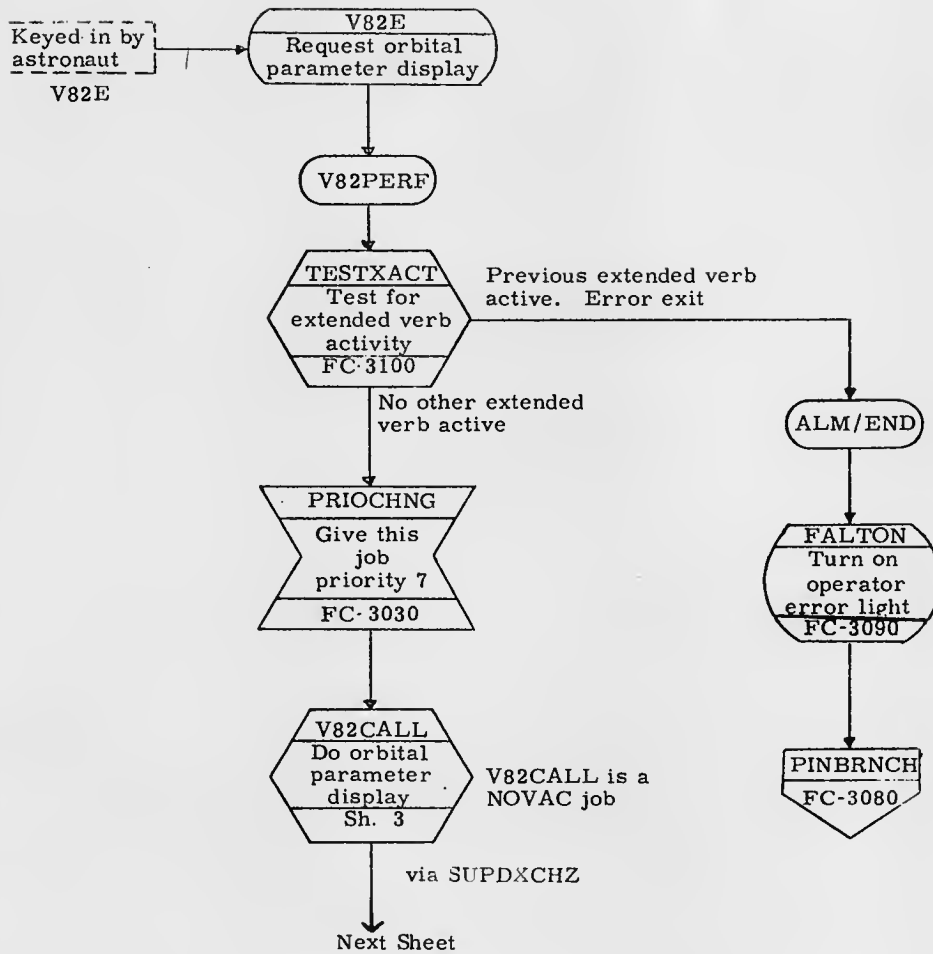 Keyed in by
astronaut
V82E
V82E
Request orbital
parameter display
V82PERF
TESTXACT
Test for
extended verb
activity
FC-3100
Previous extended verb
active. Error exit
No other extended
verb active
ALM/END
PRIOCHNG
Give this
job
priority 7
FC-3030
FALTON
Turn on
operator
error light
FC-3090
V82CALL
Do orbital
parameter
display
Sh. 3
V82CALL is a
NOVAC job
PINBRNCH
FC-3080
via SUPDXCHZ
Next Sheet